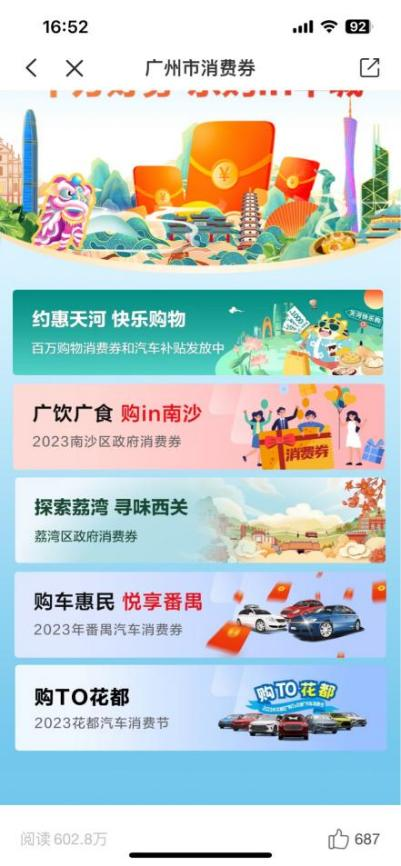 16:52
92
广州市消费券
约惠天河 快乐购物
百万购物消费券和汽车补贴发放中
广饮广食 购in南沙
2023南沙区政府消费券
消费券
探索荔湾 寻味西关
荔湾区政府消费券
购车惠民 悦享番禺
2023年番禺汽车消费券
购TO花都
2023花都汽车消费节
购TO花都
阅读 602.8万
687